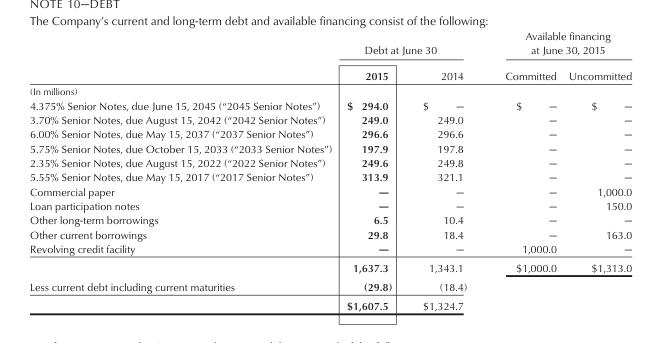 NOTE 10—DEBT
The Company's current and long-term debt and available financing consist of the following:
Available financing
Debt at June 30 at June 30, 2015
2015 2014 Committed Uncommitted
(In millions)
4.375% Senior Notes, due June 15, 2045 (“2045 Senior Notes”) $ 294.0 $ — $ — $ —
3.70% Senior Notes, due August 15, 2042 (“2042 Senior Notes”) 249.0 249.0 — —
6.00% Senior Notes, due May 15, 2037 (“2037 Senior Notes”) 296.6 296.6 — —
5.75% Senior Notes, due October 15, 2033 (“2033 Senior Notes”) 197.9 197.8 — —
2.35% Senior Notes, due August 15, 2022 (“2022 Senior Notes”) 249.6 249.8 — —
5.55% Senior Notes, due May 15, 2017 (“2017 Senior Notes”) 313.9 321.1 — —
Commercial paper — — — 1,000.0
Loan participation notes — — — 150.0
Other long-term borrowings 6.5 10.4 — —
Other current borrowings 29.8 18.4 — 163.0
Revolving credit facility — — 1,000.0 —
1,637.3 1,343.1 $1,000.0 $1,313.0
Less current debt including current maturities (29.8) (18.4)
$1,607.5 $1,324.7